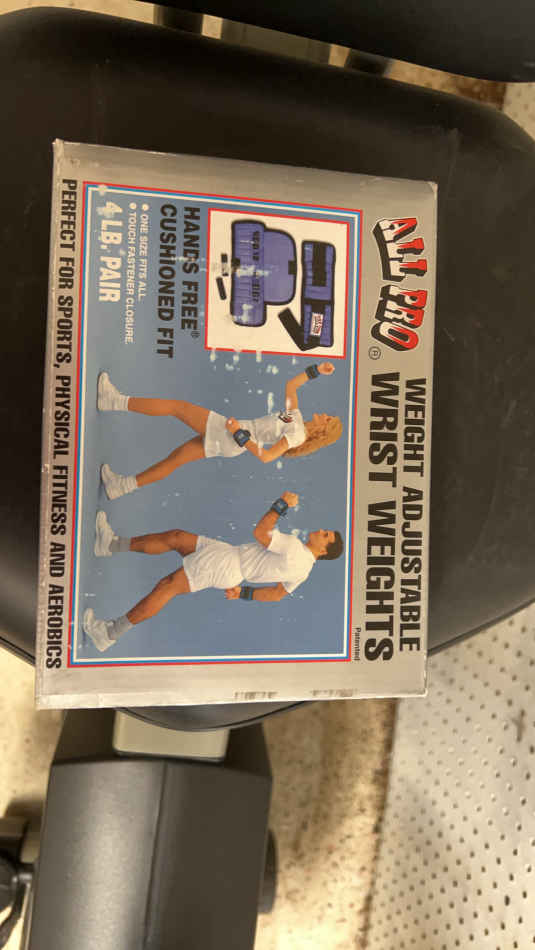 ALL PRO®
WEIGHT ADJUSTABLE
WRIST WEIGHTS
Patented
HANDS FREE®
CUSHIONED FIT
● ONE SIZE FITS ALL.
● TOUCH FASTENER CLOSURE.
4 LB. PAIR
PERFECT FOR SPORTS, PHYSICAL FITNESS AND AEROBICS